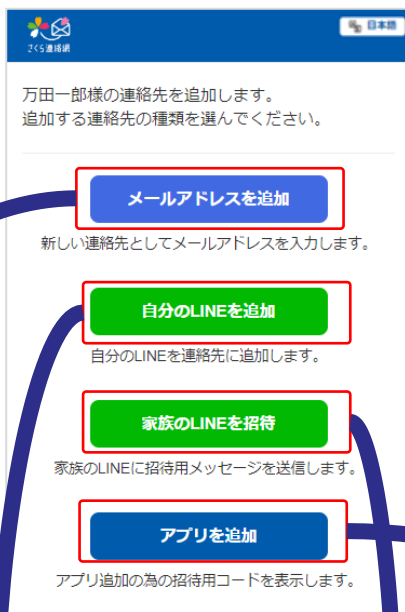 さくら連絡網
日本語
万田一郎様の連絡先を追加します。
追加する連絡先の種類を選んでください。
メールアドレスを追加
新しい連絡先としてメールアドレスを入力します。
自分のLINEを追加
自分のLINEを連絡先に追加します。
家族のLINEを招待
家族のLINEに招待用メッセージを送信します。
アプリを追加
アプリ追加の為の招待用コードを表示します。